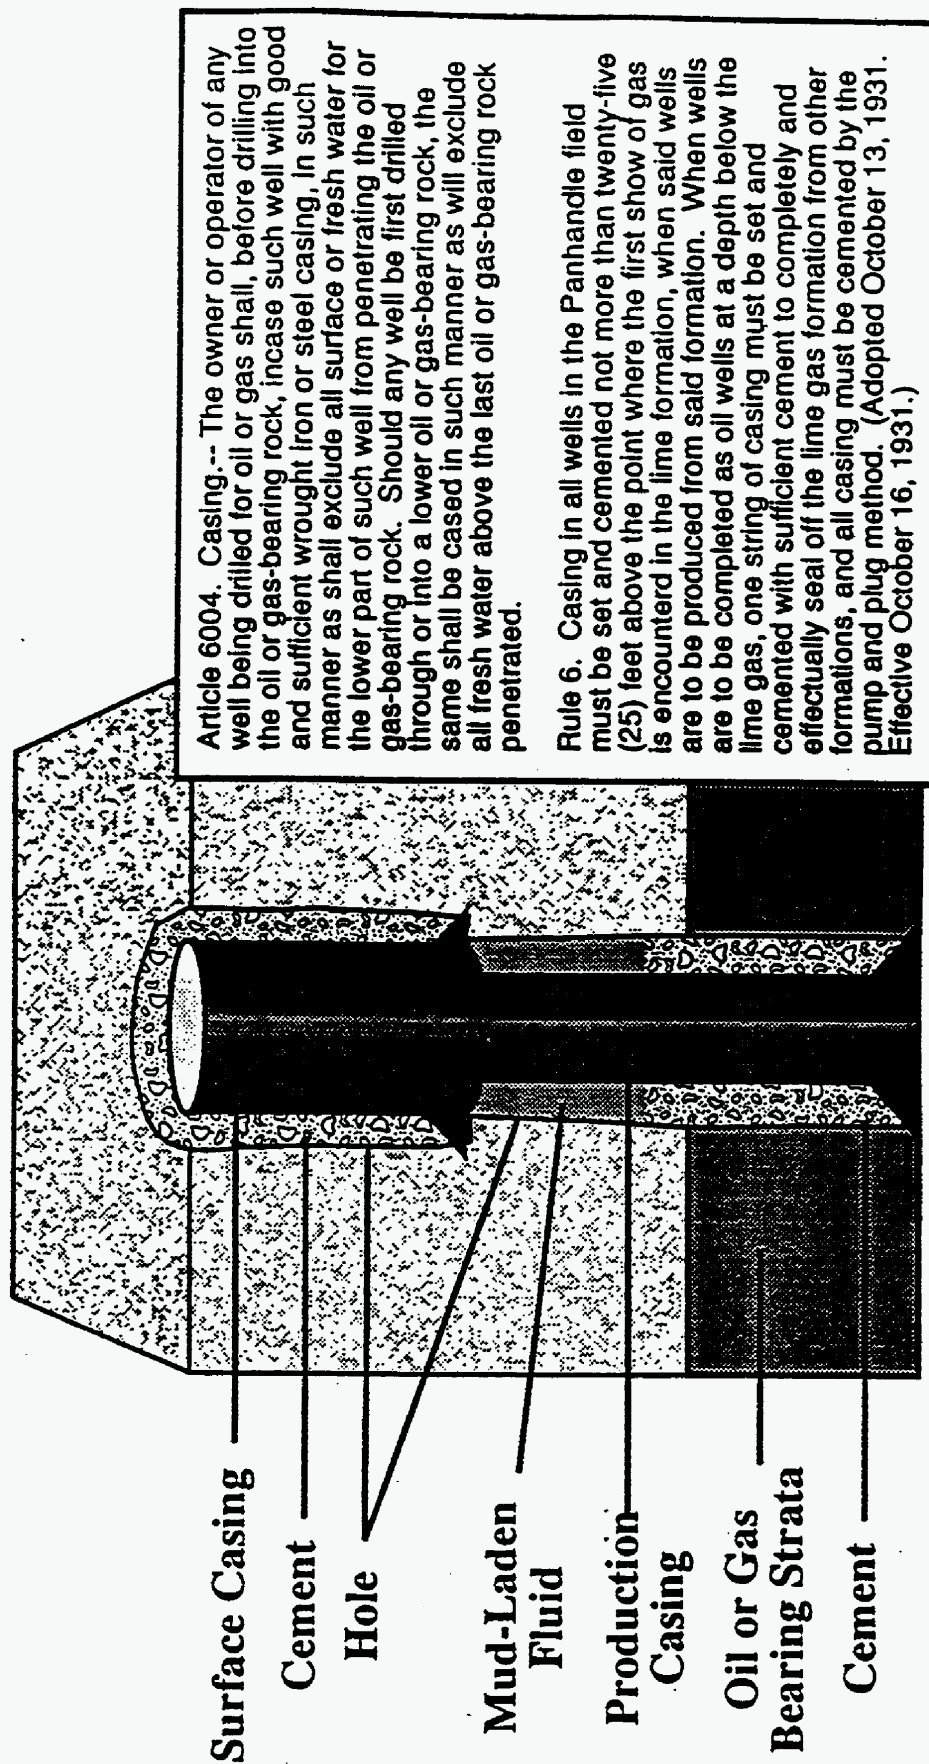 Surface Casing
Cement
Hole
Mud-Laden
Fluid
Production
Casing
Oil or Gas
Bearing Strata
Cement
Article 6004. Casing.-- The owner or operator of any
well being drilled for oil or gas shall, before drilling into
the oil or gas-bearing rock, incase such well with good
and sufficient wrought iron or steel casing, in such
manner as shall exclude all surface or fresh water for
the lower part of such well from penetrating the oil or
gas-bearing rock. Should any well be first drilled
through or into a lower oil or gas-bearing rock, the
same shall be cased in such manner as will exclude
all fresh water above the last oil or gas-bearing rock
penetrated.
Rule 6. Casing in all wells in the Panhandle field
must be set and cemented not more than twenty-five
(25) feet above the point where the first show of gas
is encounterd in the lime formation, when said wells
are to be produced from said formation. When wells
are to be completed as oil wells at a depth below the
lime gas, one string of casing must be set and
cemented with sufficient cement to completely and
effectually seal off the lime gas formation from other
formations, and all casing must be cemented by the
pump and plug method. (Adopted October 13, 1931.
Effective October 16, 1931.)